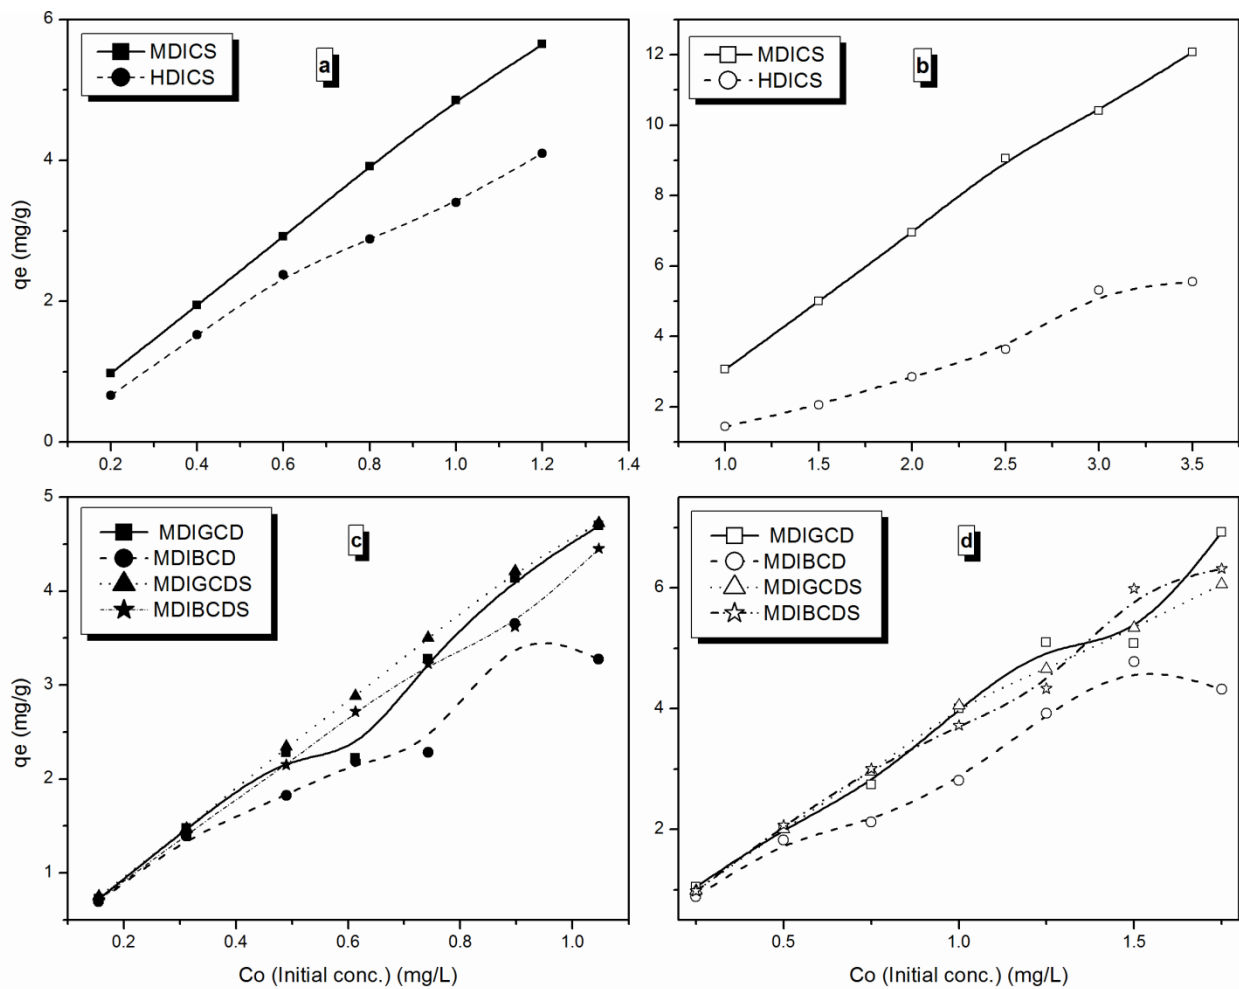 MDICS
HDICS
a
qe (mg/g)
6
4
2
0
0.2 0.4 0.6 0.8 1.0 1.2 1.4
MDICS
HDICS
b
12
10
8
6
4
2
1.0 1.5 2.0 2.5 3.0 3.5
MDIGCD
MDIBCD
MDIGCDS
MDIBCDS
c
qe (mg/g)
5
4
3
2
1
0.2 0.4 0.6 0.8 1.0
Co (Initial conc.) (mg/L)
MDIGCD
MDIBCD
MDIGCDS
MDIBCDS
d
6
4
2
0.5 1.0 1.5
Co (Initial conc.) (mg/L)